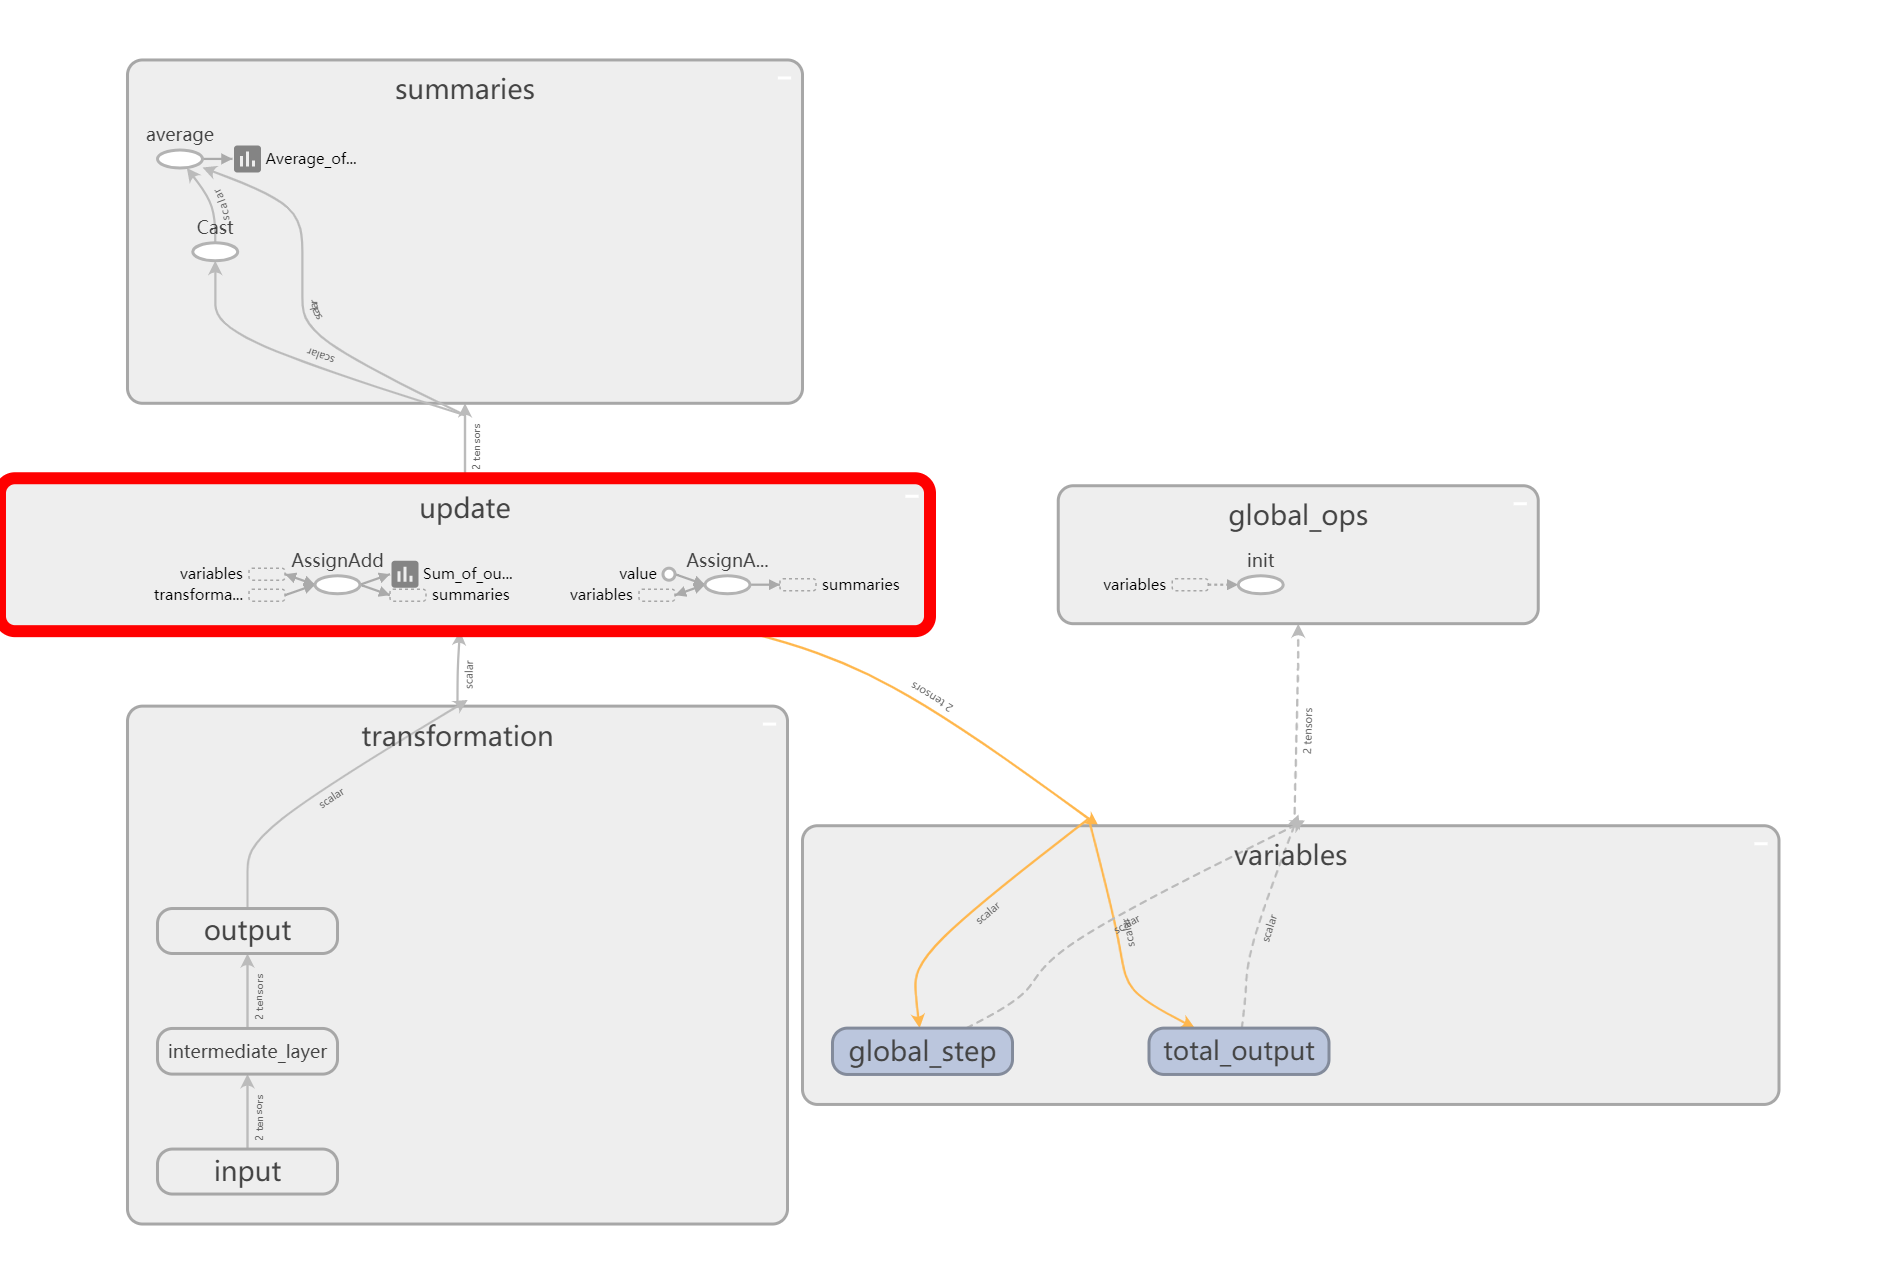 summaries
average
Average_of...
scalar
Cast
scalar
scalar
2 tensors
update
AssignAdd
variables
transforma...
Sum_of_ou...
summaries
AssignA...
value
variables
summaries
global_ops
init
variables
scalar
2 tensors
2 tensors
transformation
scalar
output
2 tensors
intermediate_layer
2 tensors
input
variables
scalar
scalar
scalar
scalar
global_step
total_output